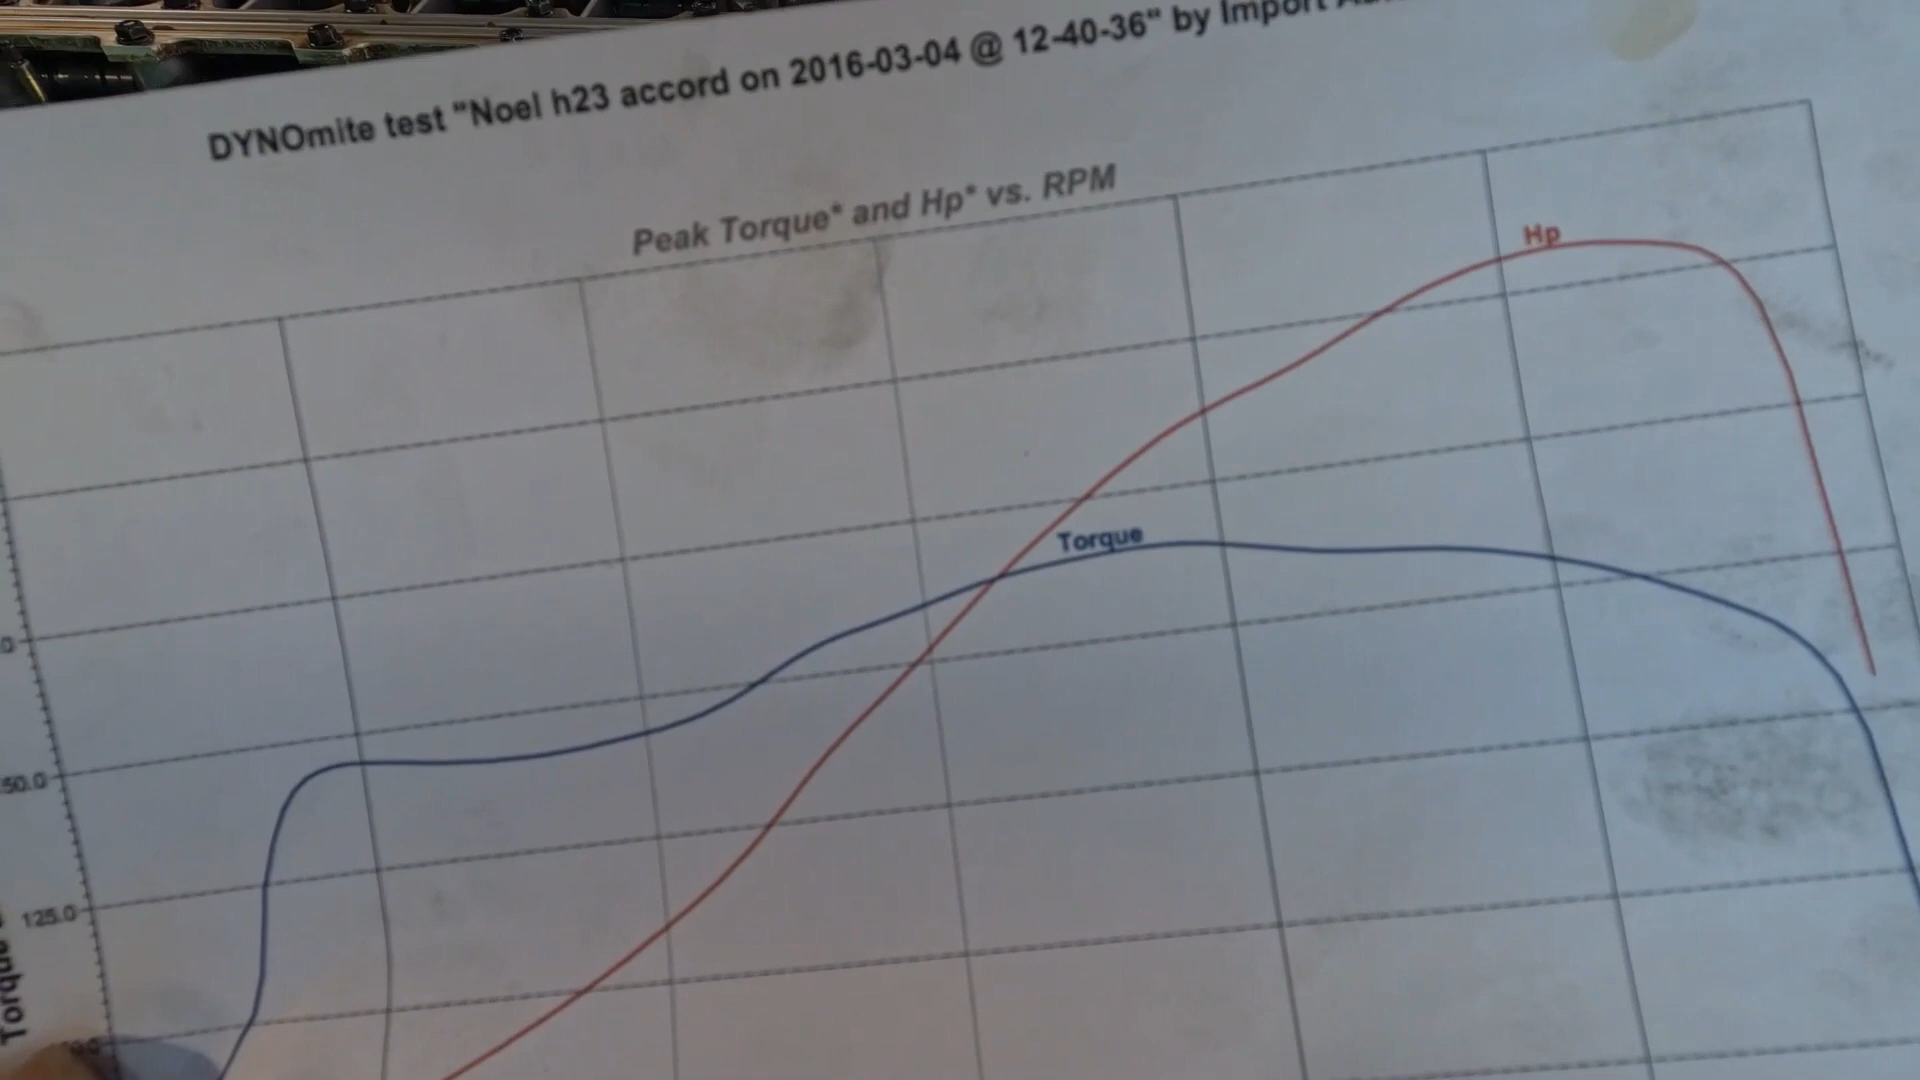 DYNOmite test "Noel h23 accord on 2016-03-04 @ 12-40-36" by Import
Peak Torque* and Hp* vs. RPM
Hp
Torque
50.0
125.0
Torque